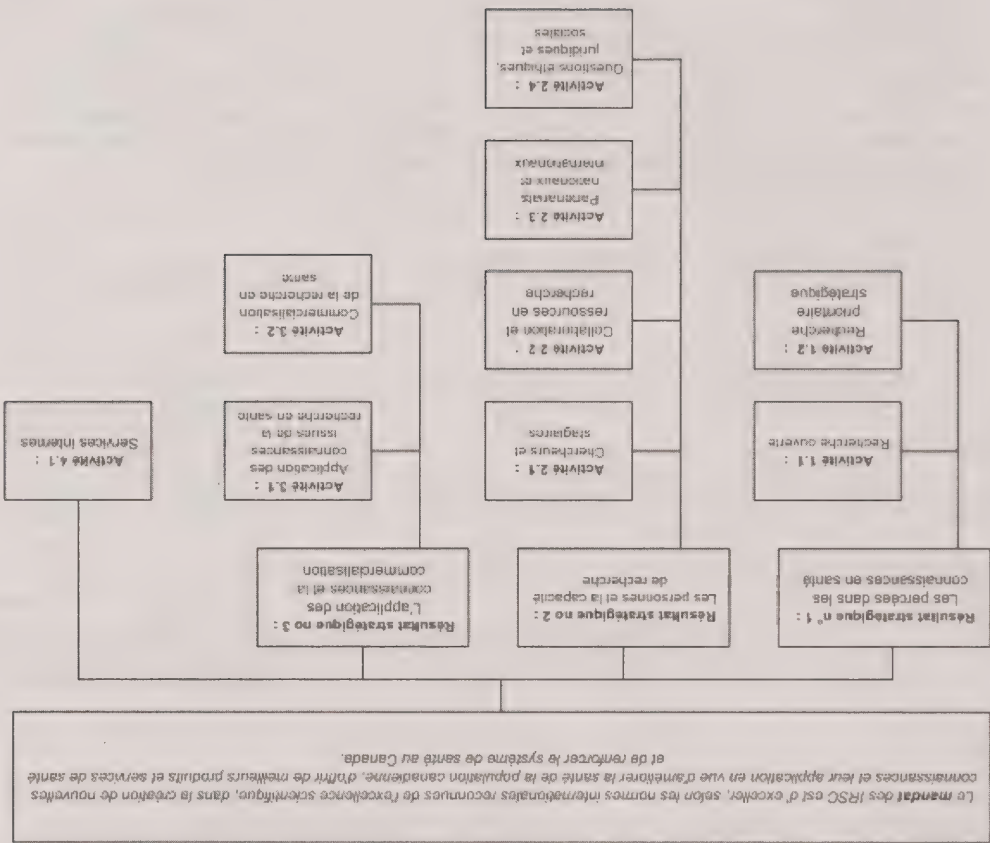 Le mandat des IRSC est d'exceller, selon les normes internationales reconnues de l'excellence scientifique, dans la création de nouvelles
connaissances et leur application en vue d'améliorer la santé de la population canadienne, d'offrir de meilleurs produits et services de santé
et de renforcer le système de santé au Canada.
Résultat stratégique n° 1 :
Les percées dans les
connaissances en santé
Activité 1.1 :
Recherche ouverte
Activité 1.2 :
Recherche
prioritaire
stratégique
Résultat stratégique no 2 :
Les personnes et la capacité
de recherche
Activité 2.1 :
Chercheurs et
stagiaires
Activité 2.2 :
Collaboration et
ressources en
recherche
Activité 2.3 :
Partenariats
nationaux et
internationaux
Activité 2.4 :
Questions éthiques,
juridiques et
sociales
Résultat stratégique no 3 :
L'application des
connaissances et la
commercialisation
Activité 3.1 :
Application des
connaissances
issues de la
recherche en santé
Activité 3.2 :
Commercialisation
de la recherche en
santé
Activité 4.1 :
Services internes